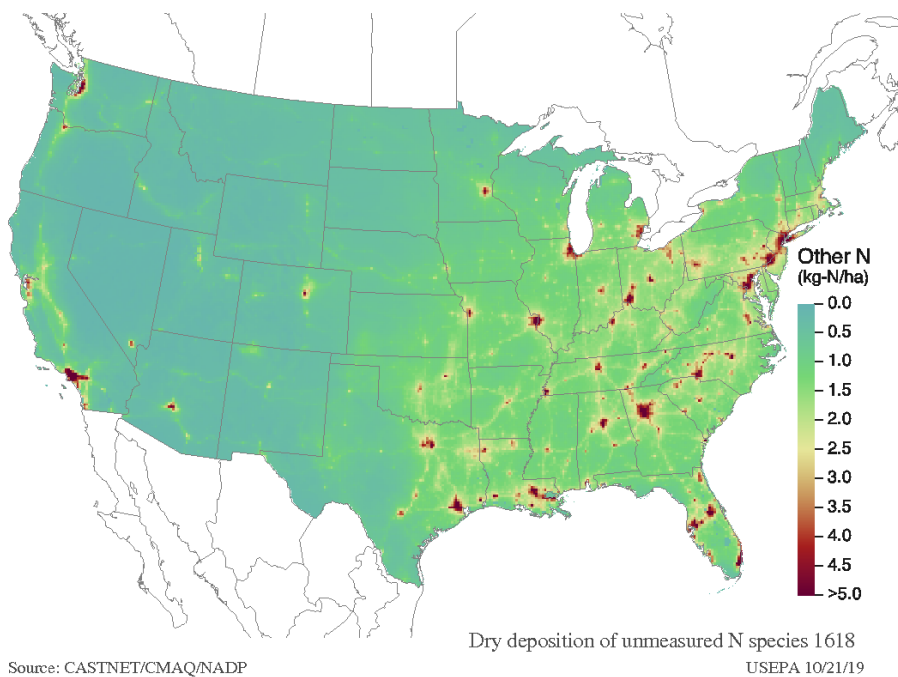 Other N
(kg-N/ha)
0.0
0.5
1.0
1.5
2.0
2.5
3.0
3.5
4.0
4.5
>5.0
Dry deposition of unmeasured N species 1618
Source: CASTNET/CMAQ/NADP
USEPA 10/21/19